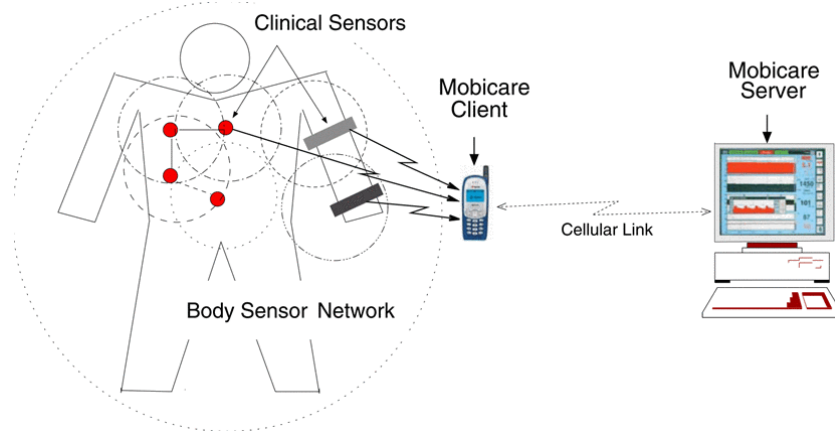 Clinical Sensors
Mobicare
Client
Mobicare
Server
Cellular Link
Body Sensor Network